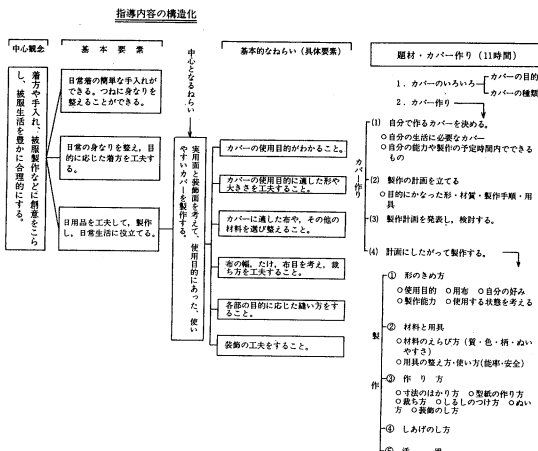 指導内容の構造化
中心観念
着方や手入れ、被服製作などに創意をこら
し、被服生活を豊かに合理的にする。
基本要素
日常着の簡単な手入れが
できる。つねに身なりを
整えることができる。
日常の身なりを整え，目
的に応じた着方を工夫す
る。
日用品を工夫して，製作
し，日常生活に役立てる。
中心となるねらい
実用面と装飾面を考えて、使用目的にあった、使い
やすいカバーを製作する。
基本的なねらい（具体要素）
カバーの使用目的がわかること。
カバーの使用目的に適した形や
大きさを工夫すること。
カバーに適した布や，その他の
材料を選び整えること。
布の幅，たけ，布目を考え，裁
ち方を工夫すること。
各部の目的に応じた縫い方をす
ること。
装飾の工夫をすること。
題材・カバー作り（11時間）
1．カバーのいろいろ
カバーの目的
カバーの種類
2．カバー作り
カバー作り
(1) 自分で作るカバーを決める。
○自分の生活に必要なカバー
○自分の能力や製作の予定時間内でできる
もの
(2) 製作の計画を立てる
○目的にかなった形・材質・製作手順・用
具
(3) 製作計画を発表し，検討する。
(4) 計画にしたがって製作する。
製作
① 形のきめ方
○使用目的 ○用布 ○自分の好み
○製作能力 ○使用する状態を考える
② 材料と用具
○材料のえらび方（質・色・柄・ぬい
やすさ）
○用具の整え方・使い方（能率・安全）
③ 作り方
○寸法のはかり方 ○型紙の作り方
○裁ち方 ○しるしのつけ方 ○ぬい
方 ○装飾のし方
④ しあげのし方